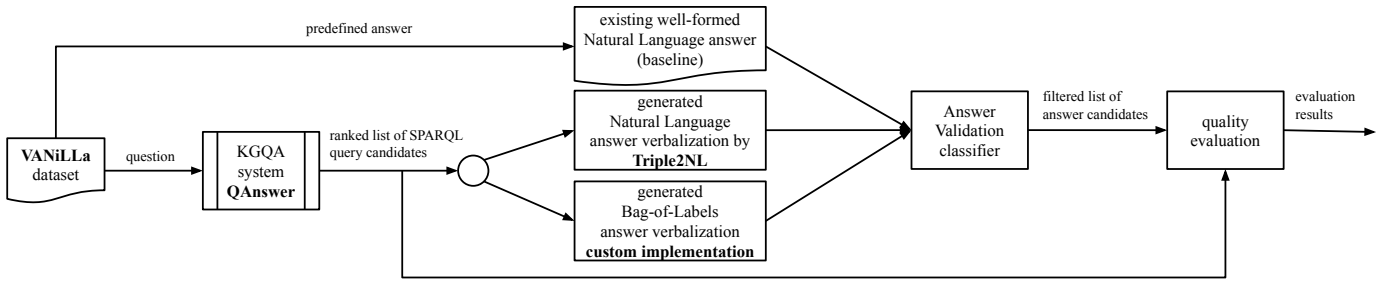 predefined answer
existing well-formed
Natural Language answer
(baseline)
VANiLLa
dataset
question
KGQA
system
QAnswer
ranked list of SPARQL
query candidates
generated
Natural Language
answer verbalization by
Triple2NL
generated
Bag-of-Labels
answer verbalization
custom implementation
Answer
Validation
classifier
filtered list of
answer candidates
quality
evaluation
evaluation
results